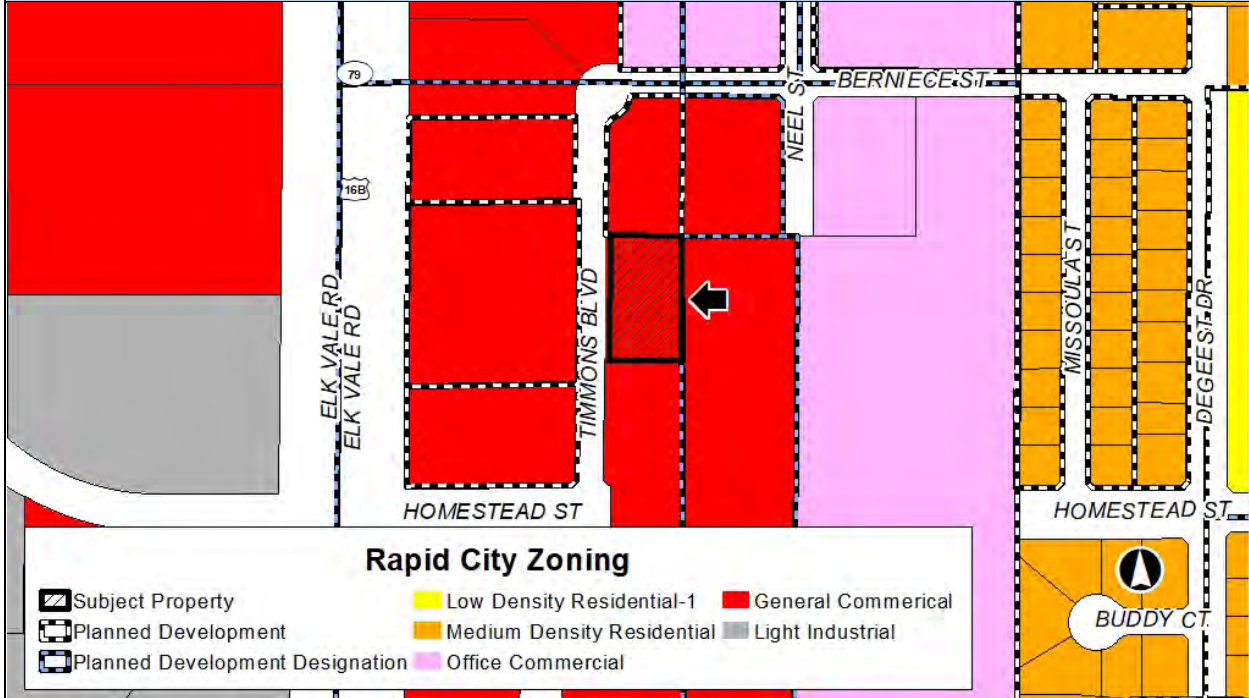 79
BERNIECE ST
NEEL ST
16B
ELK VALE RD
ELK VALE RD
TIMMONS BLVD
MISSOULA ST
DEGEEST DR
HOMESTEAD ST
HOMESTEAD ST
BUDDY CT
Rapid City Zoning
Subject Property
Planned Development
Planned Development Designation
Low Density Residential-1
Medium Density Residential
Office Commercial
General Commerical
Light Industrial